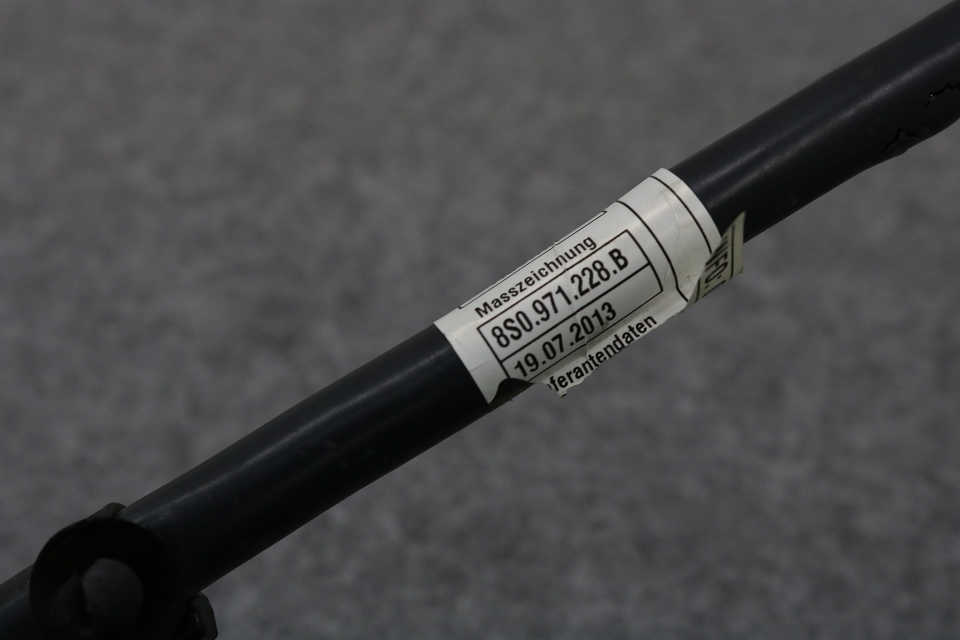 Masszeichnung
8S0.971.228.B
19.07.2013
ferantendaten